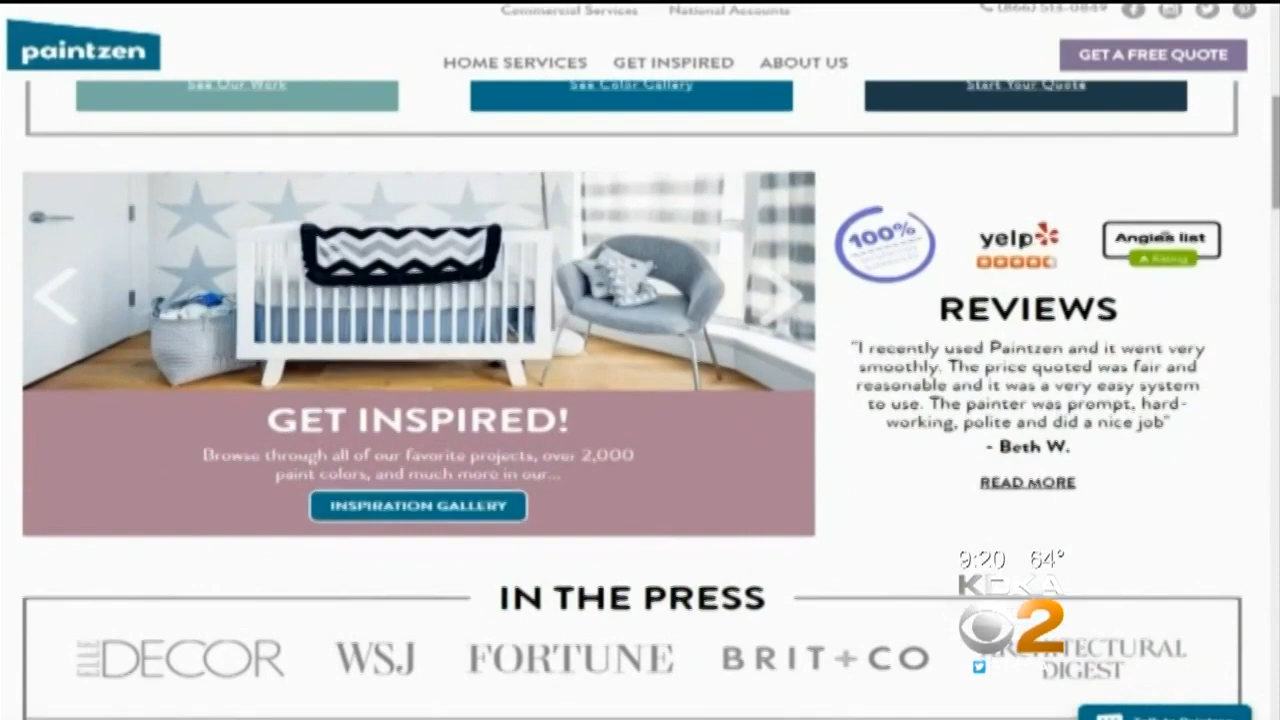 Commercial Services National Accounts (866) 513-0849
paintzen
HOME SERVICES GET INSPIRED ABOUT US
GET A FREE QUOTE
See Our Work
See Color Gallery
Start Your Quote
100%
yelp
Angie's list
A Rating
REVIEWS
"I recently used Paintzen and it went very
smoothly. The price quoted was fair and
reasonable and it was a very easy system
to use. The painter was prompt, hard-
working, polite and did a nice job"
- Beth W.
READ MORE
GET INSPIRED!
Browse through all of our favorite projects, over 2,000
paint colors, and much more in our...
INSPIRATION GALLERY
9:20 64°
KDKA
2
IN THE PRESS
ELLE DECOR WSJ FORTUNE BRIT+CO ARCHITECTURAL
DIGEST